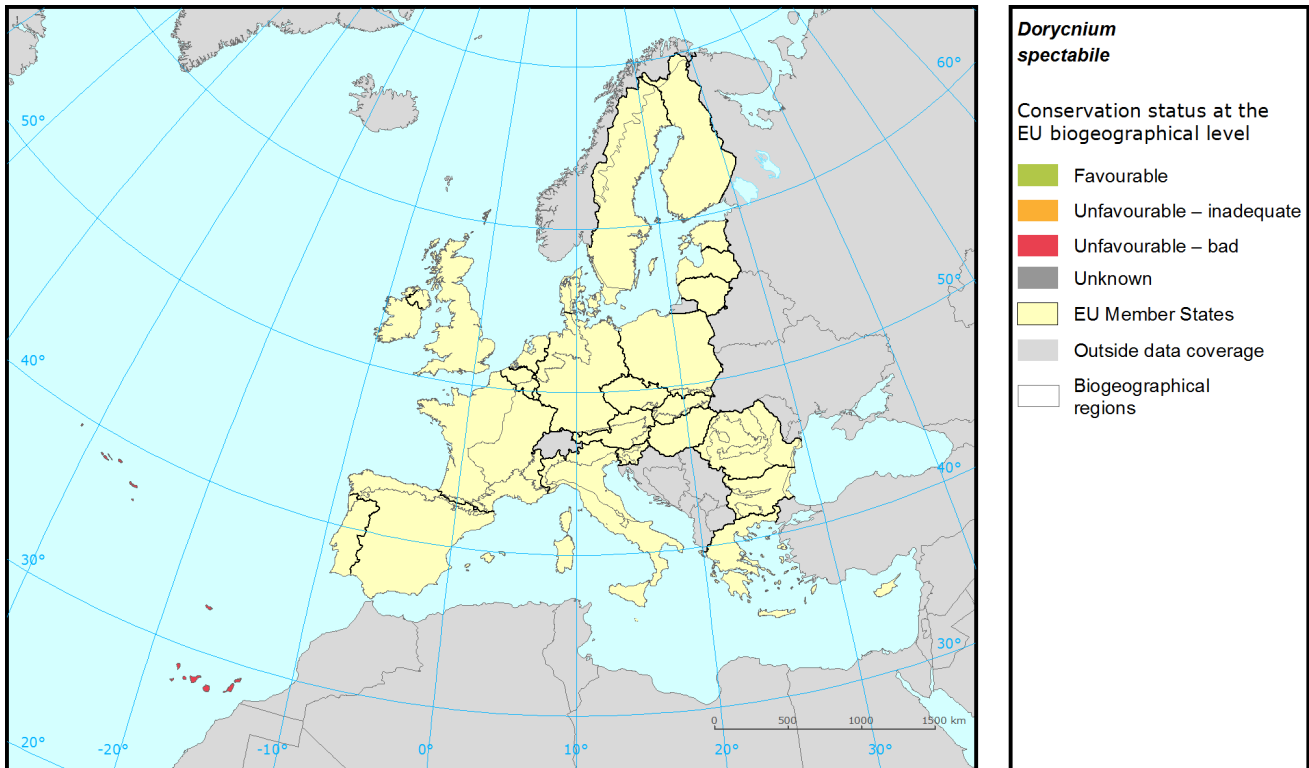 Dorycnium
spectabile
Conservation status at the
EU biogeographical level
Favourable
Unfavourable – inadequate
Unfavourable – bad
Unknown
EU Member States
Outside data coverage
Biogeographical
regions
60°
50°
50°
40°
40°
30°
30°
0 500 1000 1500 km
20° -20° -10° 0° 10° 20° 30°